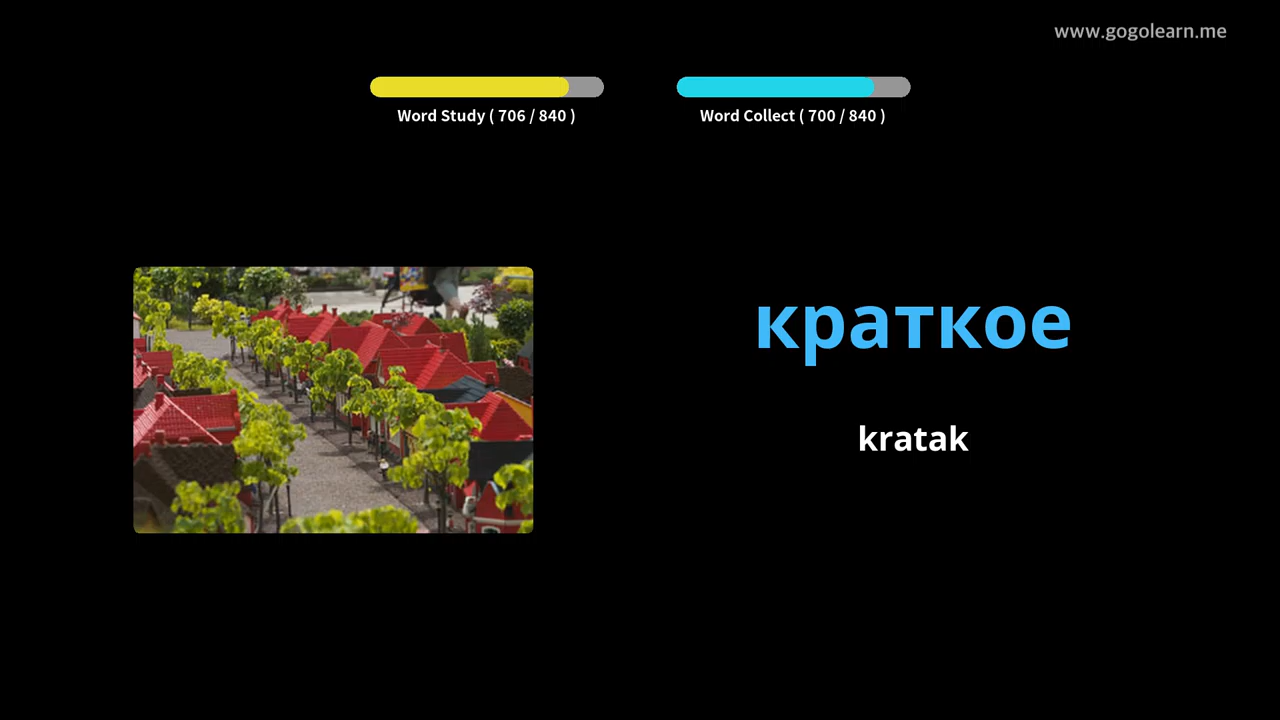 www.gogolearn.me
Word Study ( 706 / 840 )
Word Collect ( 700 / 840 )
краткое
kratak